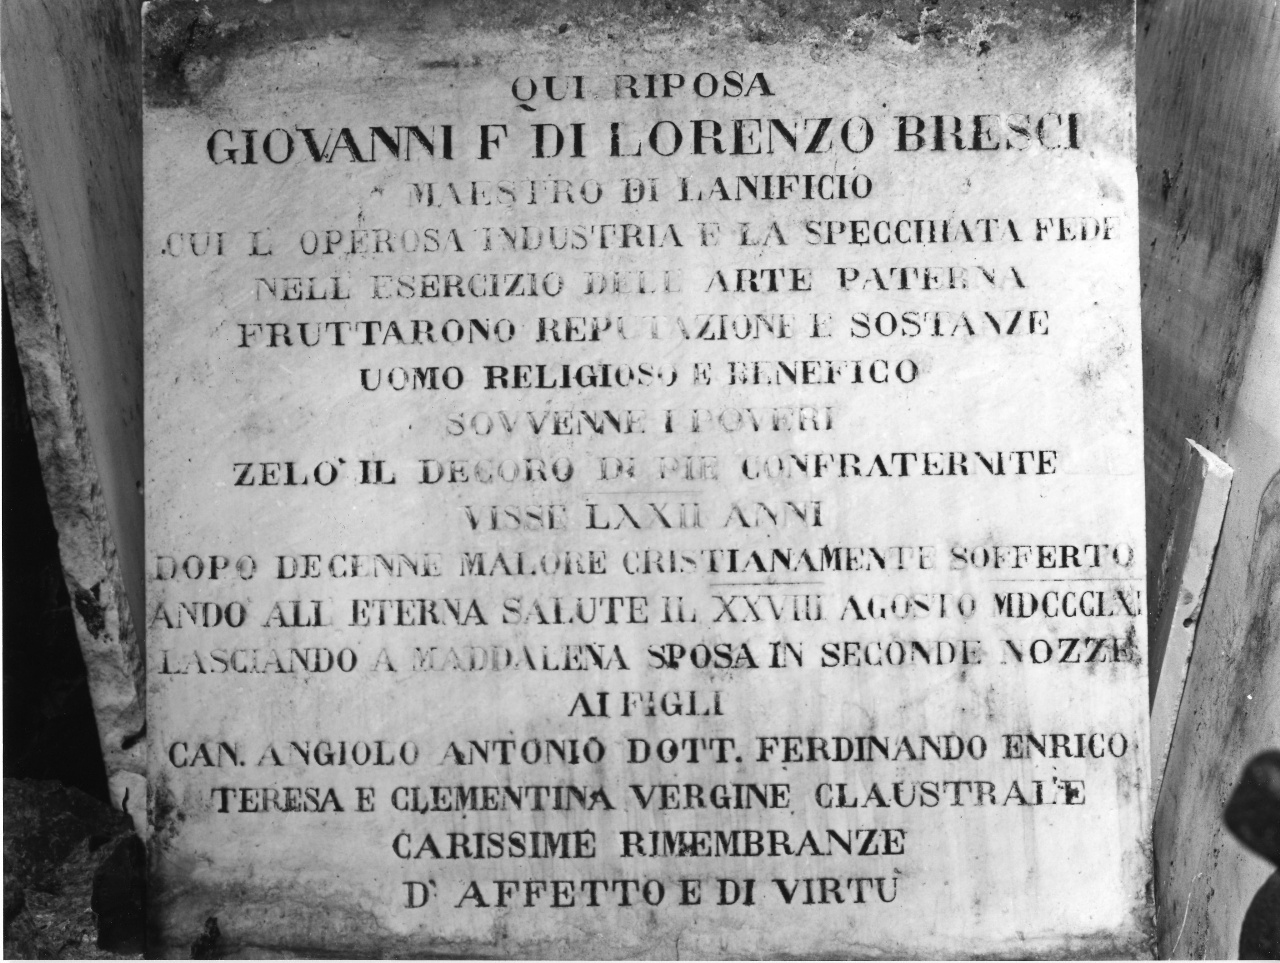 QUI RIPOSA
GIOVANNI F DI LORENZO BRESCI
MAESTRO DI LANIFICIO
CUI L OPEROSA INDUSTRIA E LA SPECCHIATA FEDE
NELL ESERCIZIO DELL ARTE PATERNA
FRUTTARONO REPUTAZIONE E SOSTANZE
UOMO RELIGIOSO E BENEFICO
SOVVENNE I POVERI
ZELO' IL DECORO DI PIE CONFRATERNITE
VISSE LXXII ANNI
DOPO DECENNE MALORE CRISTIANAMENTE SOFFERTO
ANDO ALL ETERNA SALUTE IL XXVIII AGOSTO
LASCIANDO A MADDALENA SPOSA IN SECONDE NOZZE
AI FIGLI
CAN. ANGIOLO ANTONIO DOTT. FERDINANDO ENRICO
TERESA E CLEMENTINA VERGINE CLAUSTRALE
CARISSIME RIMEMBRANZE
D' AFFETTO E DI VIRTÙ